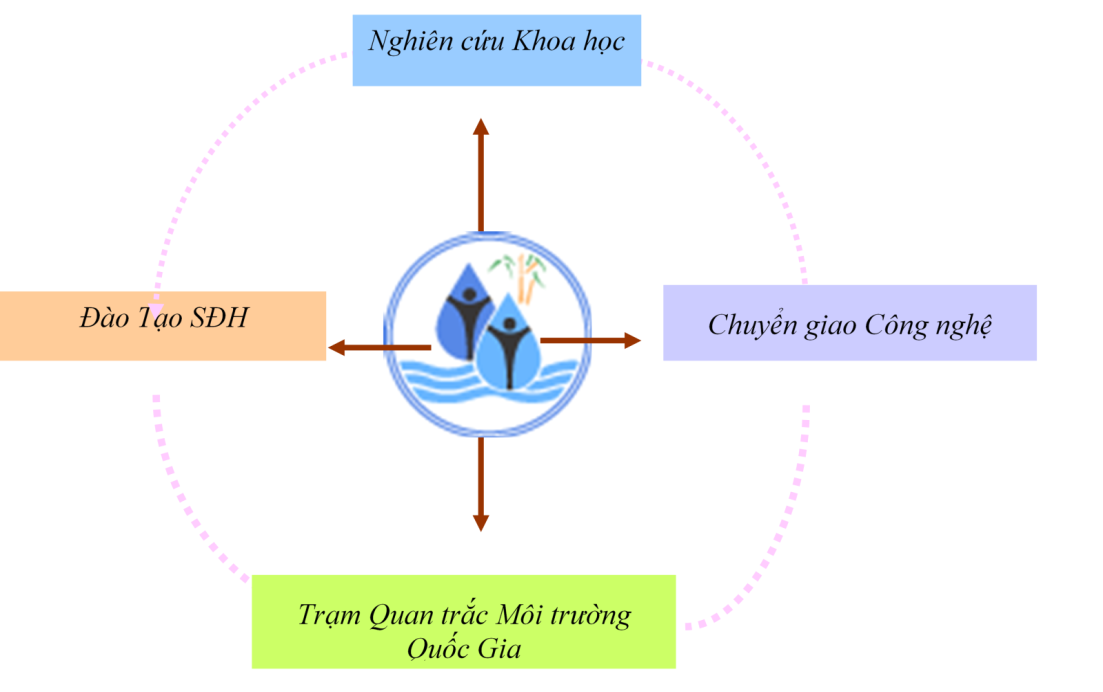 Nghiên cứu Khoa học
Đào Tạo SĐH
Chuyển giao Công nghệ
Trạm Quan trắc Môi trường
Quốc Gia